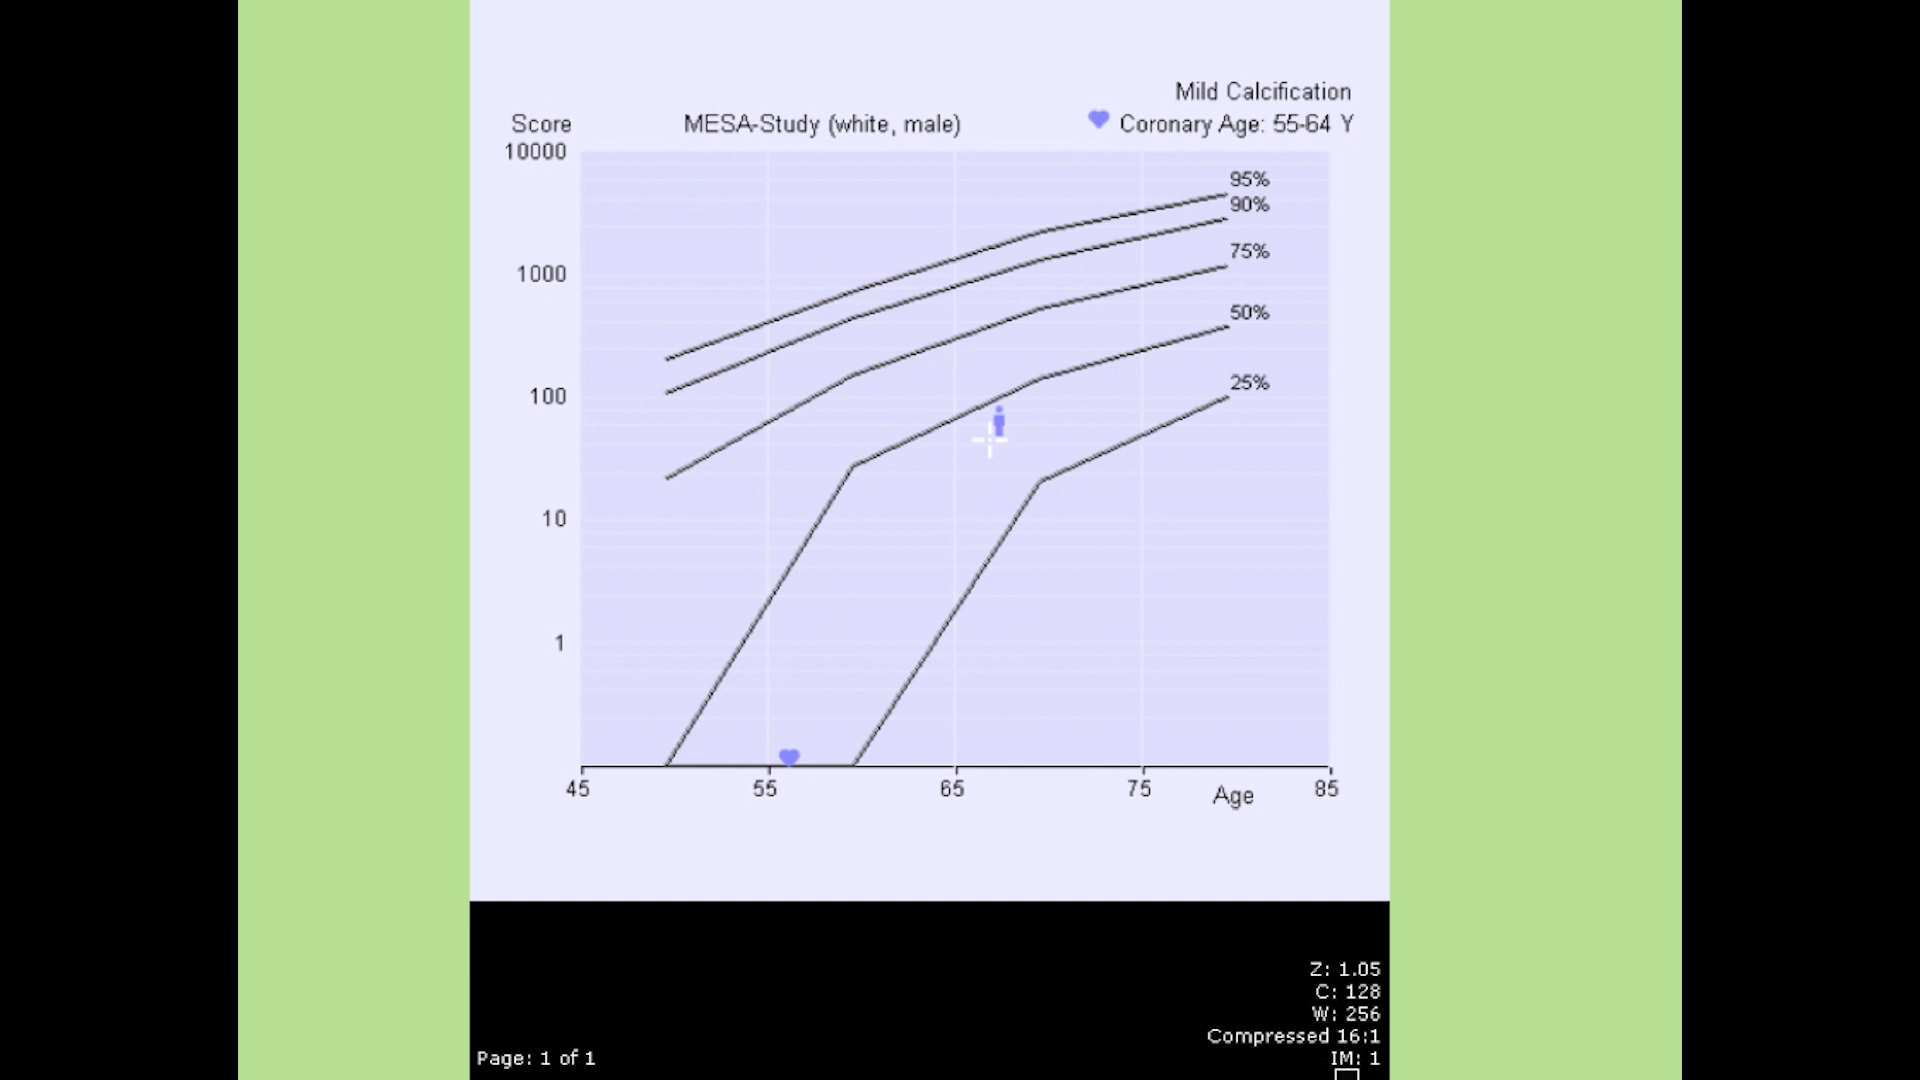 Mild Calcification
Score MESA-Study (white, male) Coronary Age: 55-64 Y
10000
95%
90%
75%
1000
50%
25%
100
10
1
45 55 65 75 Age 85
Z: 1.05
C: 128
W: 256
Compressed 16:1
Page: 1 of 1 IM: 1